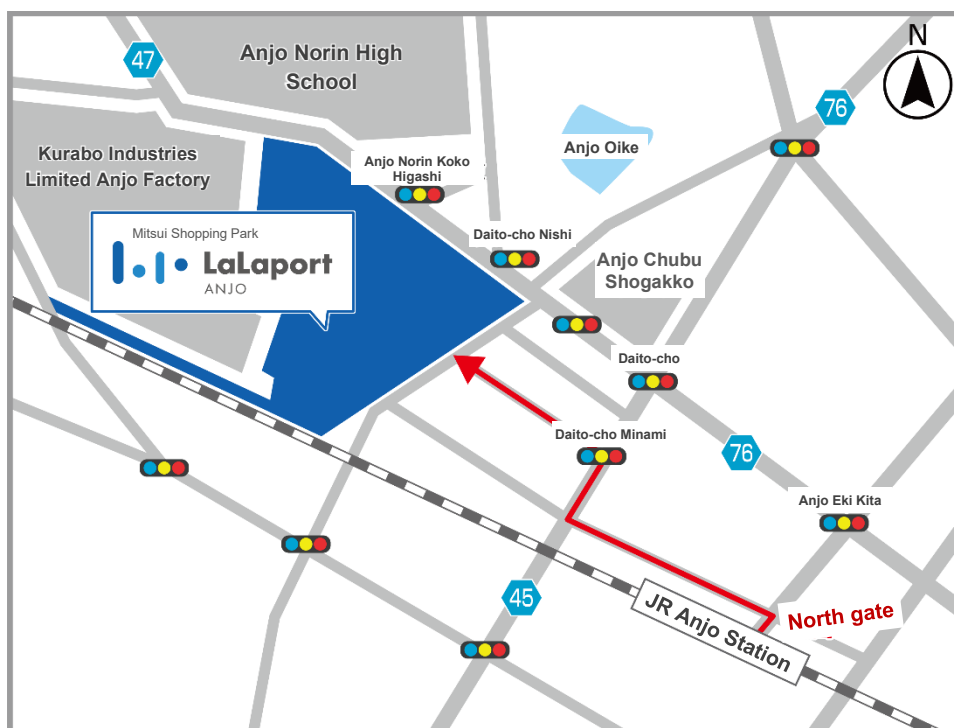 N
47
Anjo Norin High
School
76
Anjo Oike
Kurabo Industries
Limited Anjo Factory
Anjo Norin Koko
Higashi
Mitsui Shopping Park
LaLaport
ANJO
Daito-cho Nishi
Anjo Chubu
Shogakko
Daito-cho
Daito-cho Minami
76
Anjo Eki Kita
45
JR Anjo Station
North gate